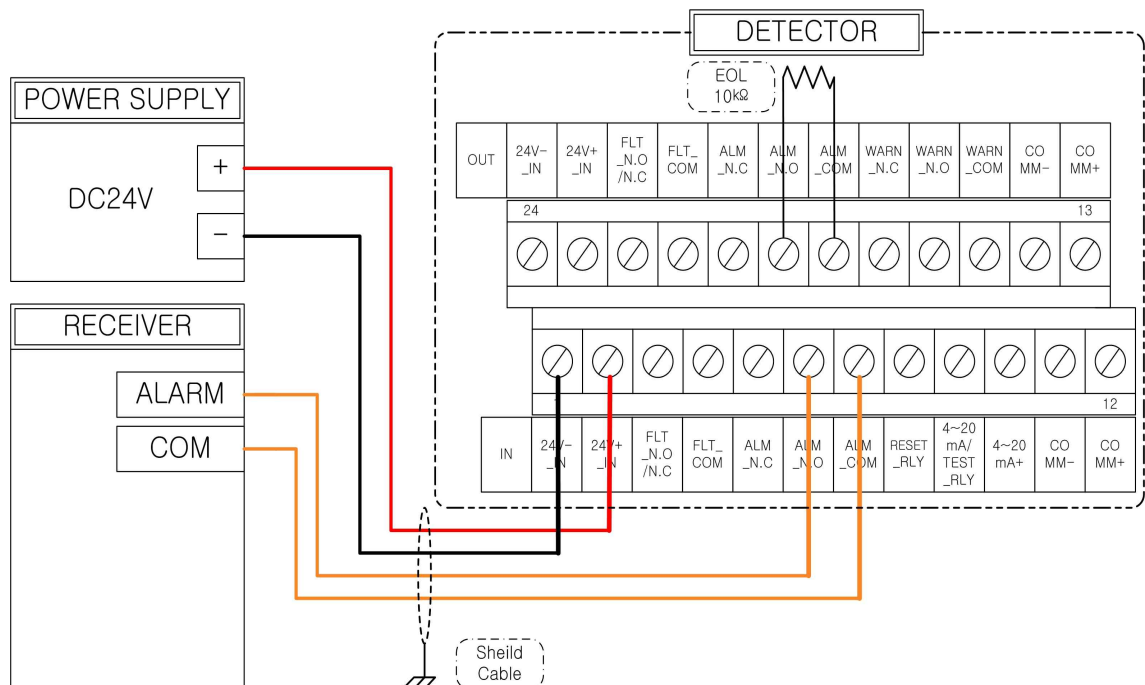 DETECTOR
EOL
10kΩ
POWER SUPPLY
+
DC24V
−
RECEIVER
ALARM
COM
OUT
24V-
_IN
24V+
_IN
FLT
_N.O
/N.C
FLT_
COM
ALM
_N.C
ALM
_N.O
ALM
_COM
WARN
_N.C
WARN
_N.O
WARN
_COM
CO
MM-
CO
MM+
24
13
12
IN
24V-
_IN
24V+
_IN
FLT
_N.O
/N.C
FLT_
COM
ALM
_N.C
ALM
_N.O
ALM
_COM
RESET
_RLY
4~20
mA/
TEST
_RLY
4~20
mA+
CO
MM-
CO
MM+
Sheild
Cable